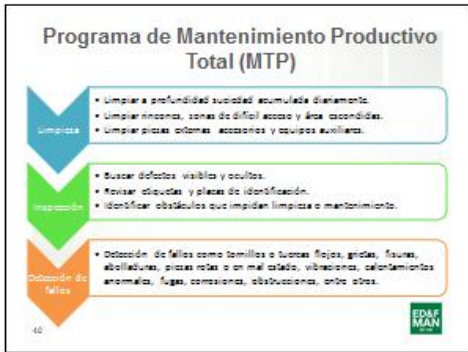 Programa de Mantenimiento Productivo
Total (MTP)
Limpieza
• Limpiar a profundidad suciedad acumulada diariamente.
• Limpiar rincones, zonas de difícil acceso y área escondidas.
• Limpiar piezas externas accesorios y equipos auxiliares.
Inspección
• Buscar defectos visibles y ocultos.
• Revisar etiquetas y placas de identificación.
• Identificar obstáculos que impidan limpieza o mantenimiento.
Detección de
fallos
• Detección de fallos como tornillos o tuercas flojos, grietas, fisuras,
abolladuras, piezas rotas o en mal estado, vibraciones, calentamientos
anormales, fugas, corrosiones, obstrucciones, entre otros.
ED&F
MAN